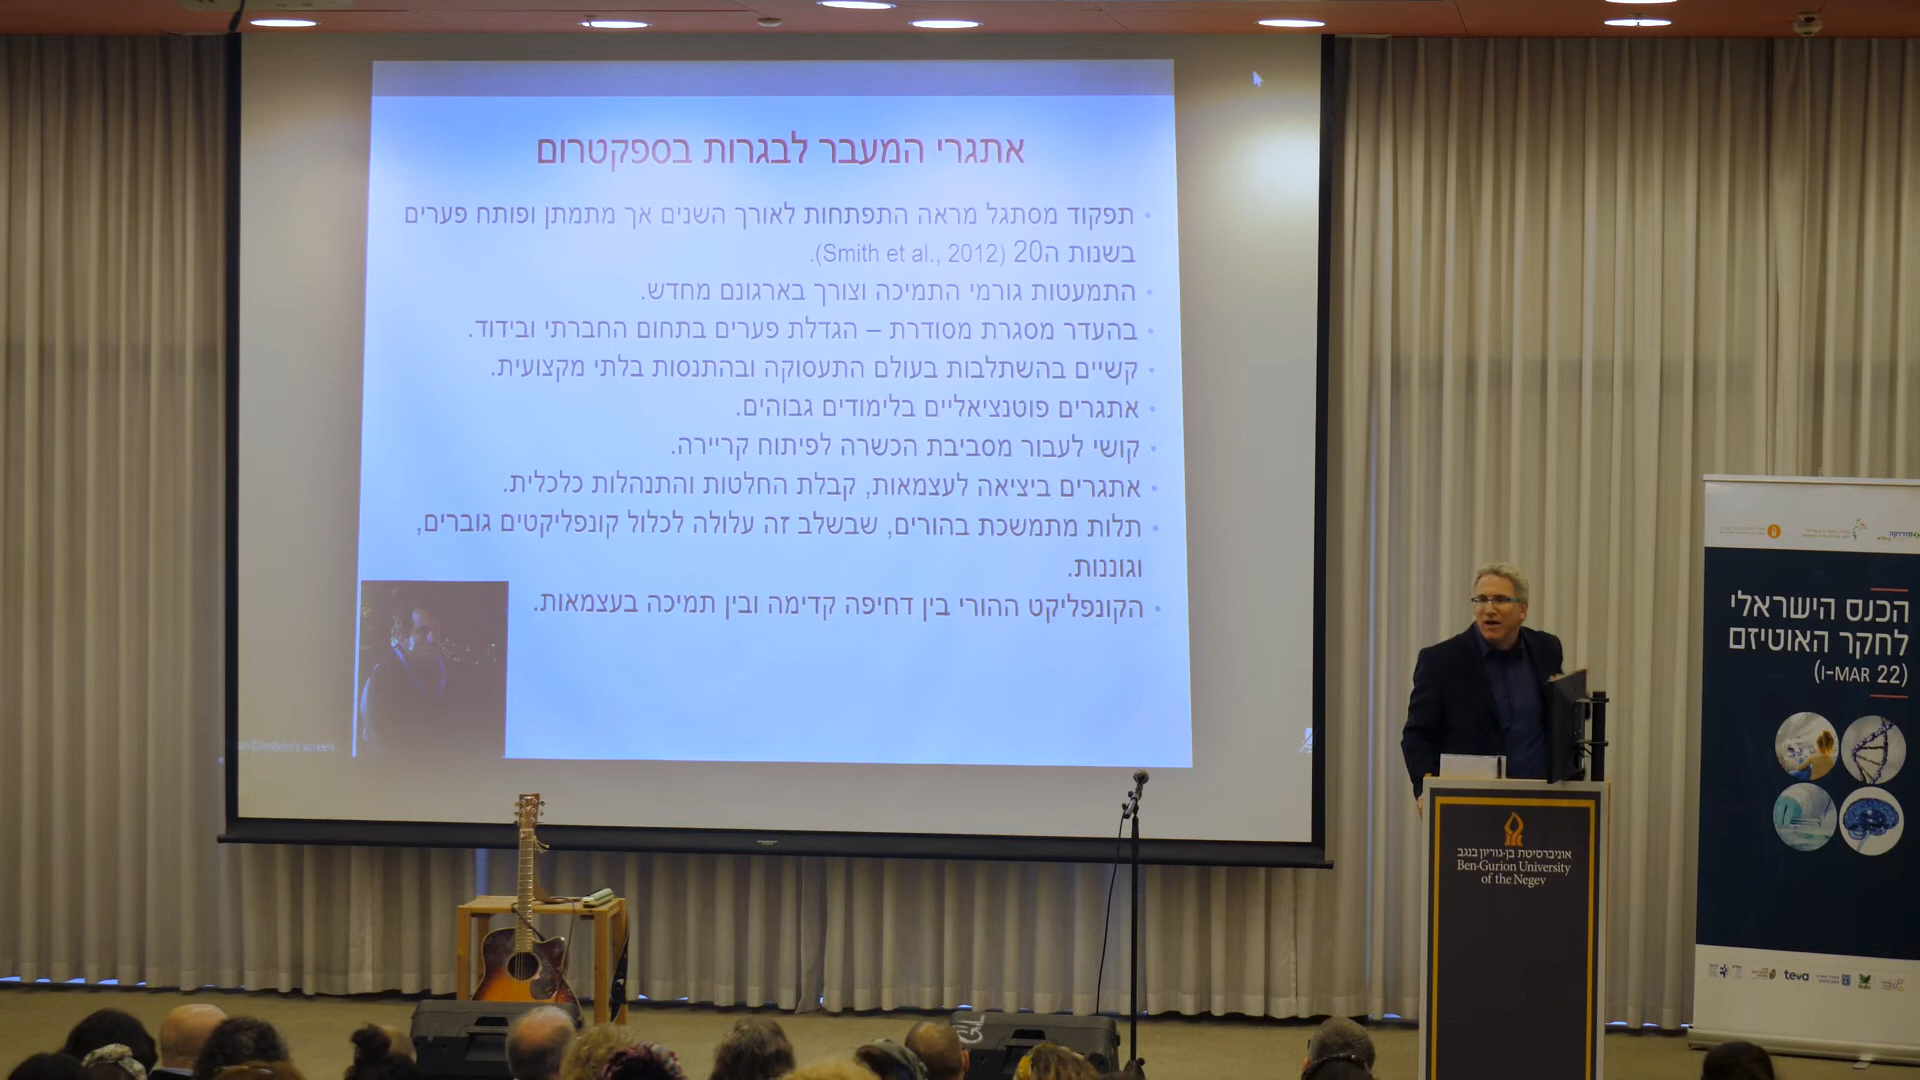 אתגרי המעבר לבגרות בספקטרום
• תפקוד מסתגל מראה התפתחות לאורך השנים אך מתמתן ופותח פערים
בשנות ה20 (Smith et al., 2012).
• התמעטות גורמי התמיכה וצורך בארגונם מחדש.
• בהעדר מסגרת מסודרת – הגדלת פערים בתחום החברתי ובידוד.
• קשיים בהשתלבות בעולם התעסוקה ובהתנסות בלתי מקצועית.
• אתגרים פוטנציאליים בלימודים גבוהים.
• קושי לעבור מסביבת הכשרה לפיתוח קריירה.
• אתגרים ביציאה לעצמאות, קבלת החלטות והתנהלות כלכלית.
• תלות מתמשכת בהורים, שבשלב זה עלולה לכלול קונפליקטים גוברים,
וגוננות.
• הקונפליקט ההורי בין דחיפה קדימה ובין תמיכה בעצמאות.
screen
אוניברסיטת בן-גוריון בנגב
Ben-Gurion University
of the Negev
הכנס הישראלי
לחקר האוטיזם
(I-MAR 22)
teva
GL